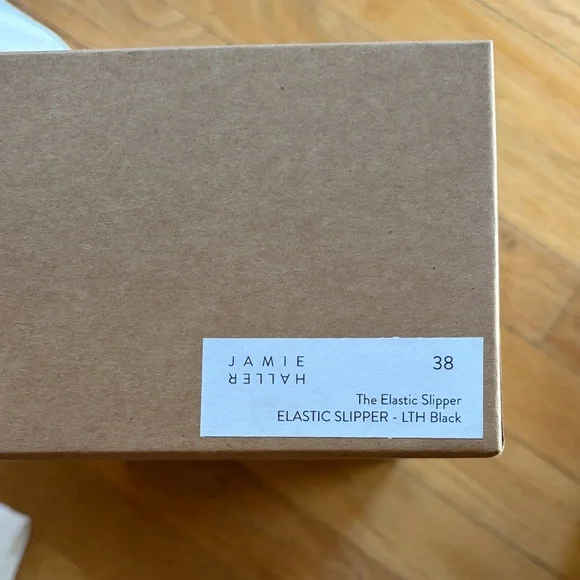 JAMIE
HALLER
38
The Elastic Slipper
ELASTIC SLIPPER - LTH Black